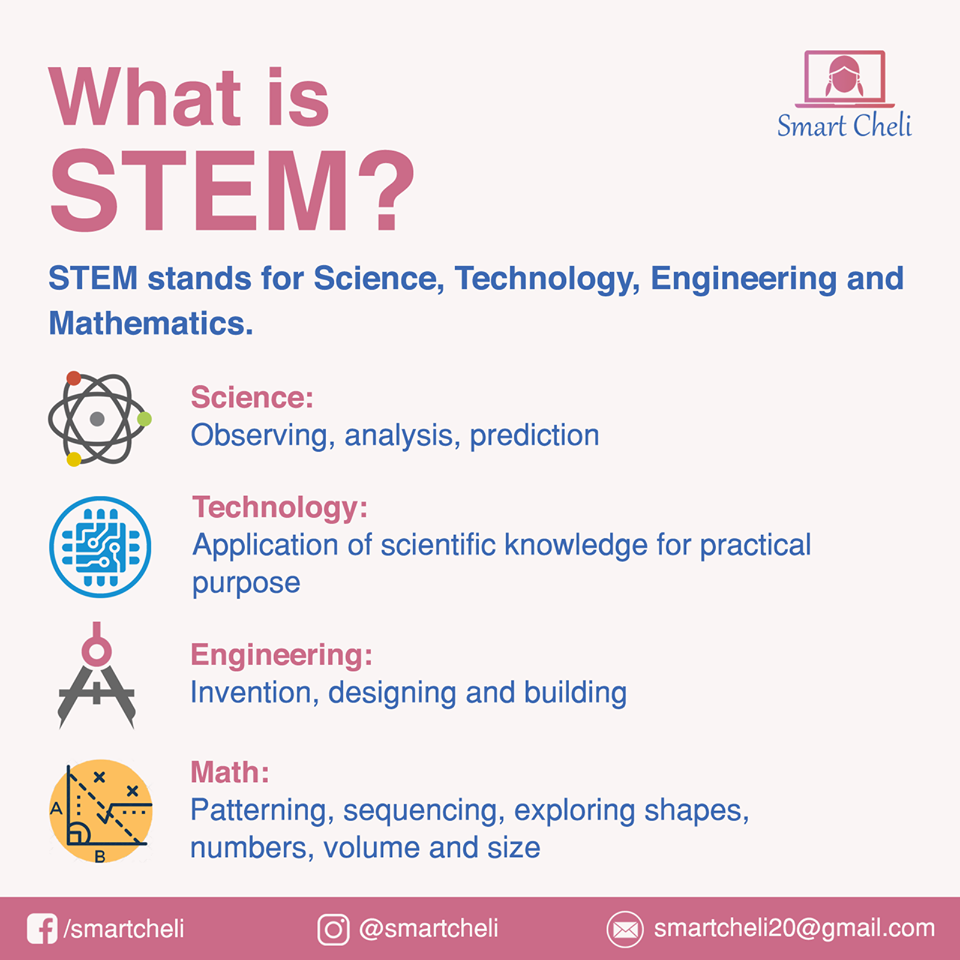 What is
STEM?
Smart Cheli
STEM stands for Science, Technology, Engineering and
Mathematics.
Science:
Observing, analysis, prediction
Technology:
Application of scientific knowledge for practical
purpose
Engineering:
Invention, designing and building
Math:
Patterning, sequencing, exploring shapes,
numbers, volume and size
A
B
/smartcheli
@smartcheli
smartcheli20@gmail.com